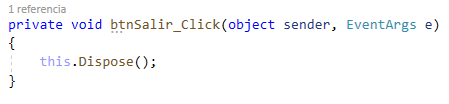 1 referencia
private void btnSalir_Click(object sender, EventArgs e)
{
    this.Dispose();
}